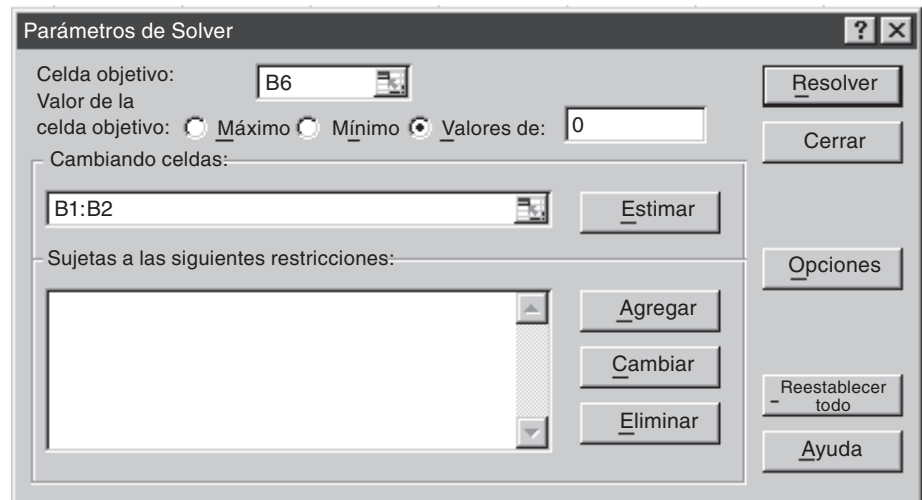 Parámetros de Solver
Celda objetivo:
B6
Resolver
Valor de la
celda objetivo: Máximo Mínimo Valores de: 0
Cerrar
Cambiando celdas:
B1:B2
Estimar
Sujetas a las siguientes restricciones:
Opciones
Agregar
Cambiar
Reestablecer
todo
Eliminar
Ayuda